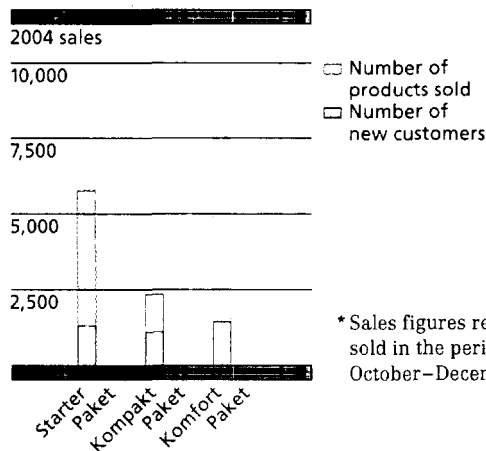 2004 sales
10,000
7,500
5,000
2,500
Number of
products sold
Number of
new customers
* Sales figures re
sold in the peri
October–Decem
Starter
Paket
Kompakt
Paket
Komfort
Paket